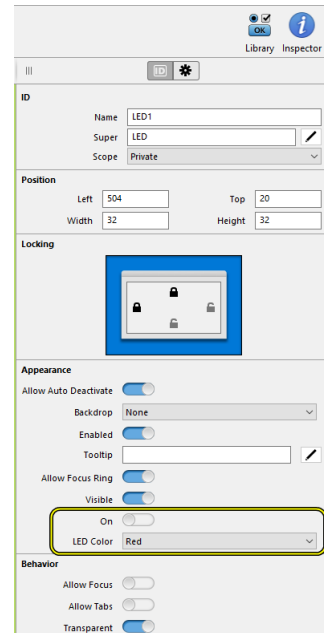 OK
Library Inspector
ID
ID
Name LED1
Super LED
Scope Private
Position
Left 504 Top 20
Width 32 Height 32
Locking
Appearance
Allow Auto Deactivate
Backdrop None
Enabled
Tooltip
Allow Focus Ring
Visible
On
LED Color Red
Behavior
Allow Focus
Allow Tabs
Transparent